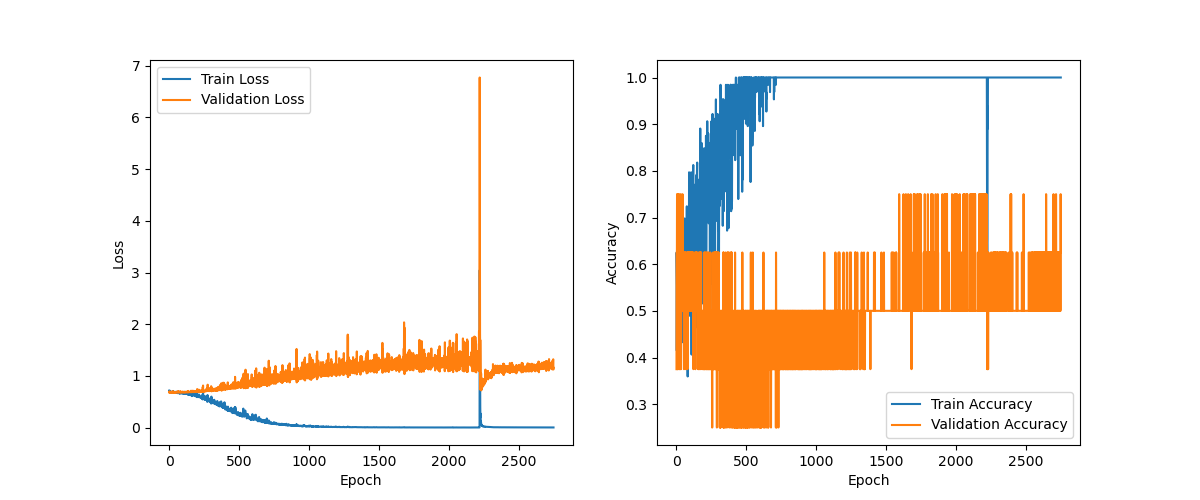 Train Loss
Validation Loss
Loss
7
6
5
4
3
2
1
0
0 500 1000 1500 2000 2500
Epoch
Accuracy
1.0
0.9
0.8
0.7
0.6
0.5
0.4
0.3
Train Accuracy
Validation Accuracy
0 500 1000 1500 2000 2500
Epoch